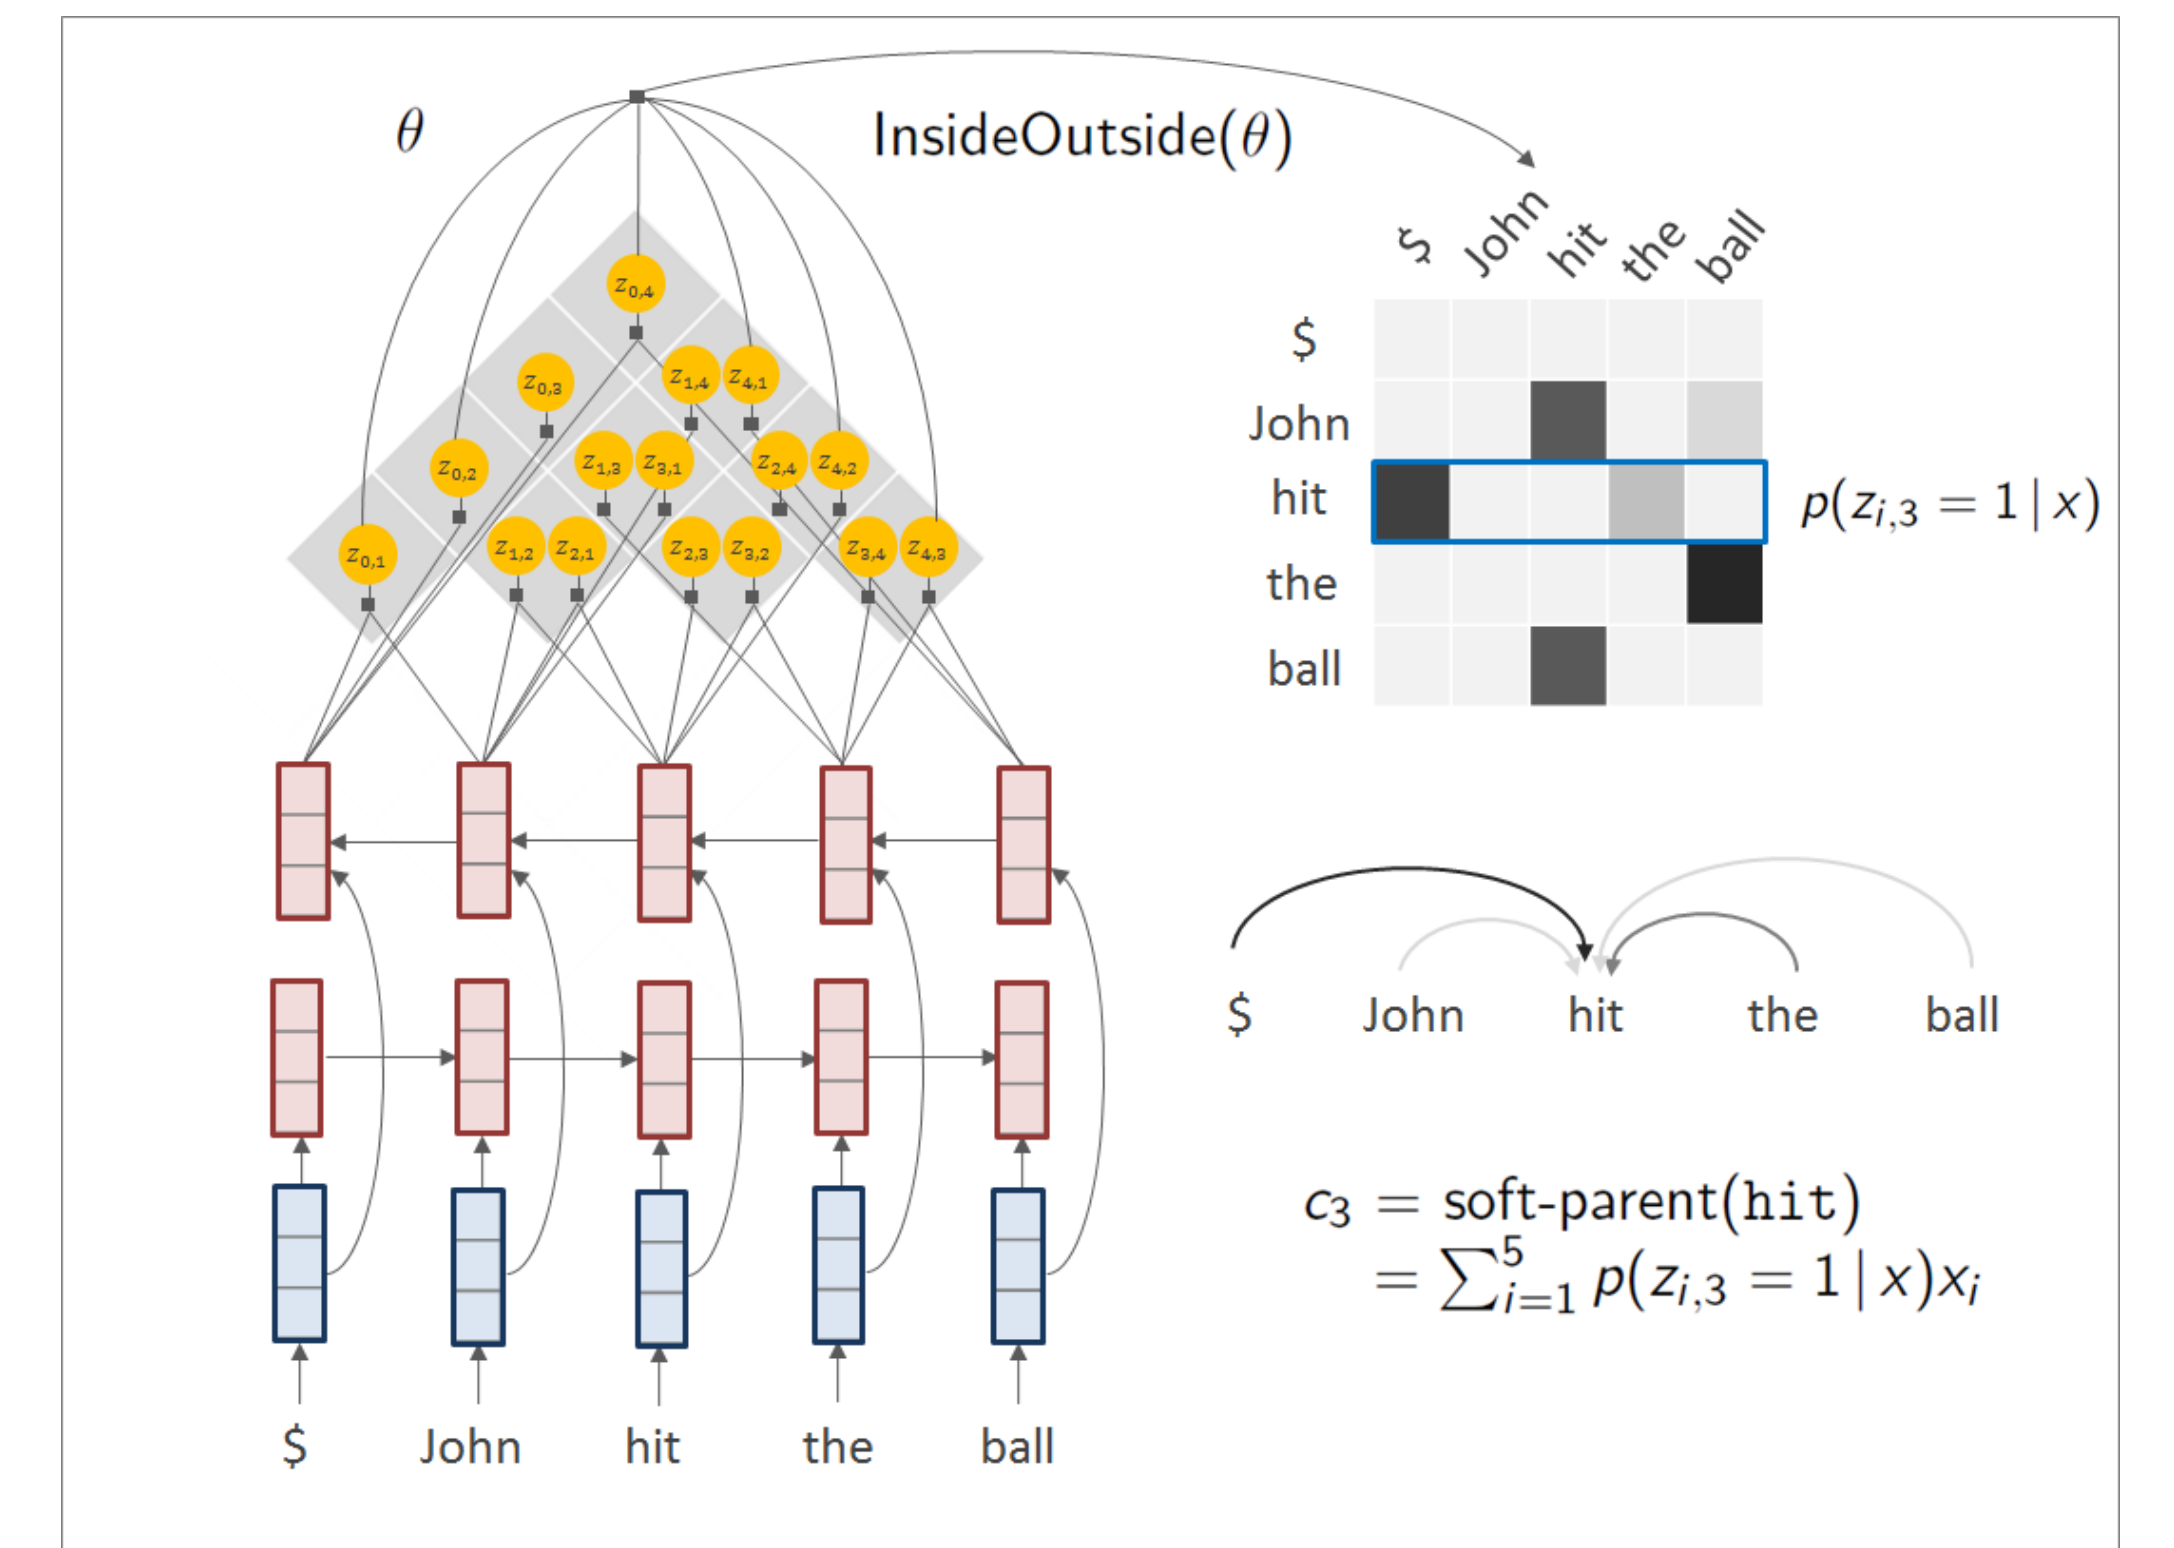 θ
InsideOutside(θ)
$ John hit the ball
z0,4
z0,3
z1,4 z4,1
z0,2
z1,3 z3,1
z2,4 z4,2
z0,1
z1,2 z2,1
z2,3 z3,2
z3,4 z4,3
$
John
hit
the
ball
p(zi,3 = 1 | x)
$ John hit the ball
c3 = soft-parent(hit)
= ∑5i=1 p(zi,3 = 1 | x)xi
$ John hit the ball